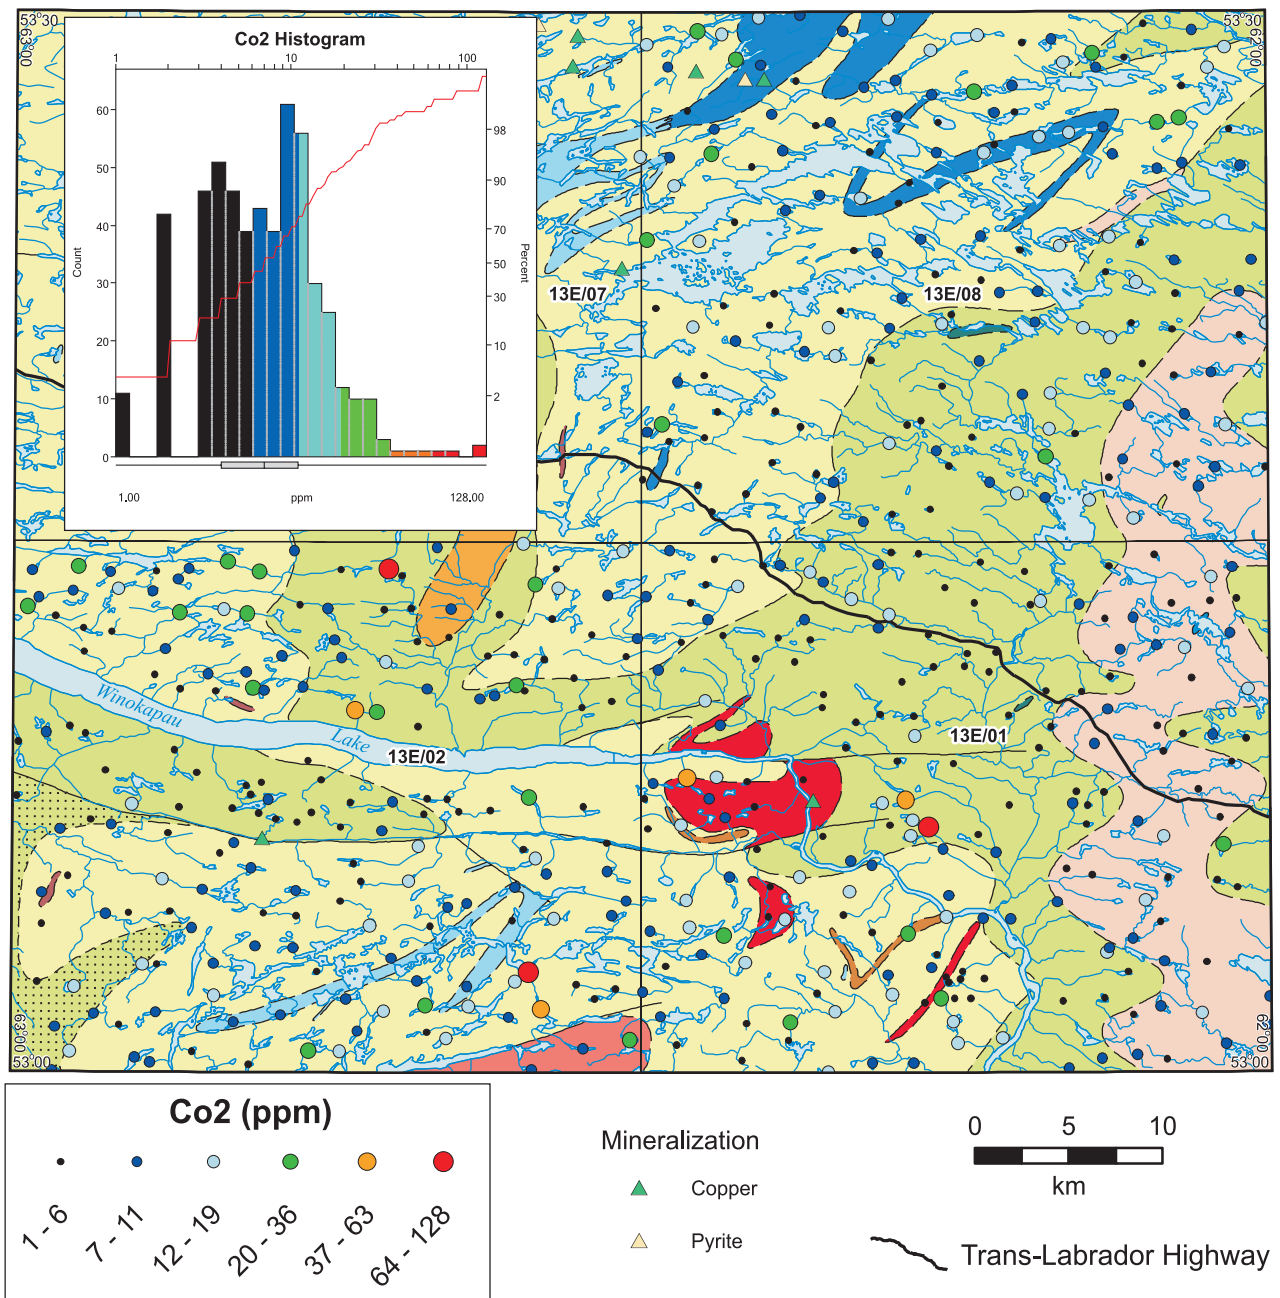 53°30
63°00
53°30
62°00
Co2 Histogram
1
10
100
60
50
40
30
20
10
0
Count
98
90
70
50
30
10
2
Percent
1,00
ppm
128,00
13E/07
13E/08
Winokapau
Lake
13E/02
13E/01
63°00
53°00
62°00
53°00
Co2 (ppm)
1 - 6
7 - 11
12 - 19
20 - 36
37 - 63
64 - 128
Mineralization
Copper
Pyrite
0 5 10
km
Trans-Labrador Highway